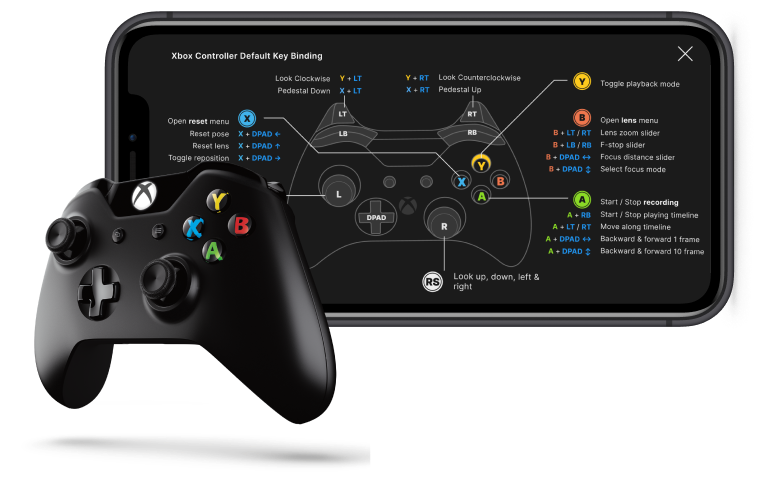 Xbox Controller Default Key Binding
Look Clockwise Y + LT
Pedestal Down X + LT
Y + RT Look Counterclockwise
X + RT Pedestal Up
Y Toggle playback mode
Open reset menu X
Reset pose X + DPAD ←
Reset lens X + DPAD ↑
Toggle reposition X + DPAD →
B Open lens menu
B + LT / RT Lens zoom slider
B + LB / RB F-stop slider
B + DPAD ↔ Focus distance slider
B + DPAD ↕ Select focus mode
A Start / Stop recording
A + RB Start / Stop playing timeline
A + LT / RT Move along timeline
A + DPAD ↔ Backward & forward 1 frame
A + DPAD ↕ Backward & forward 10 frame
LT
LB
RT
RB
Y
X
B
A
L
DPAD
R
RS Look up, down, left &
right
Y
X
B
A